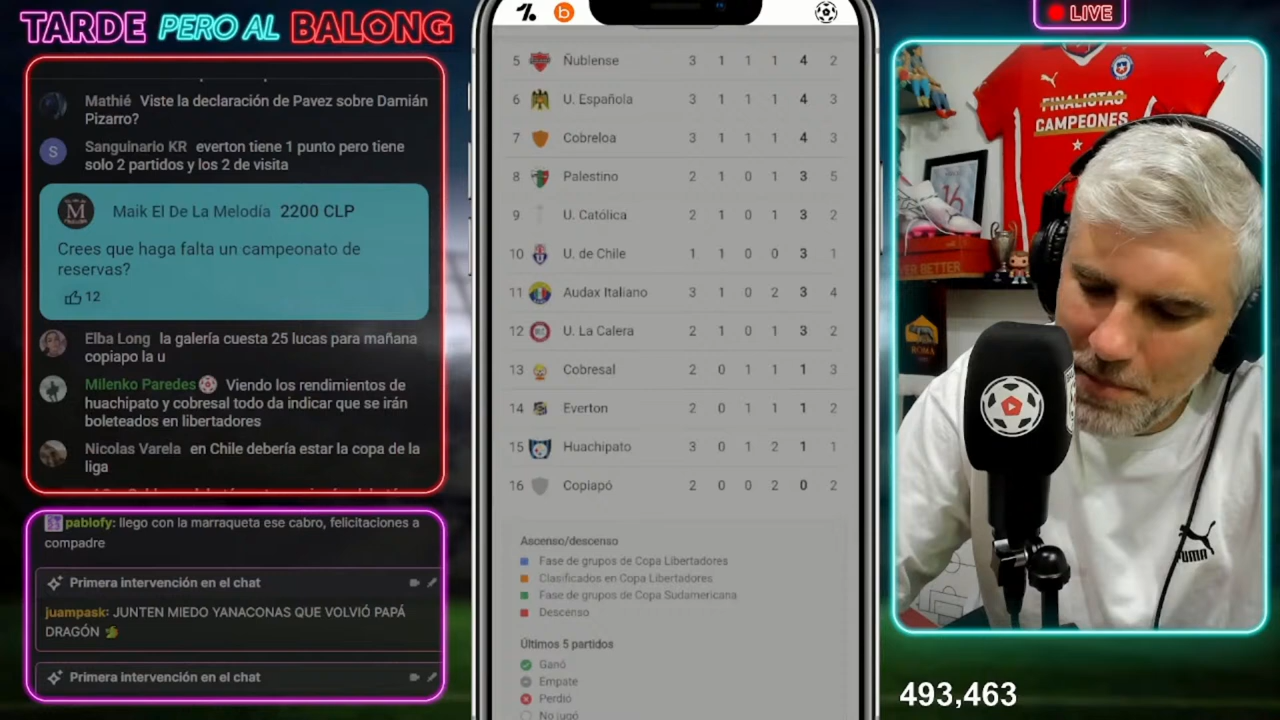 TARDE PERO AL BALONG
LIVE
Mathié Viste la declaración de Pavez sobre Damián
Pizarro?
S
Sanguinario KR everton tiene 1 punto pero tiene
solo 2 partidos y los 2 de visita
M
Maik El De La Melodía 2200 CLP
Crees que haga falta un campeonato de
reservas?
12
Elba Long la galería cuesta 25 lucas para mañana
copiapo la u
Milenko Paredes Viendo los rendimientos de
huachipato y cobresal todo da indicar que se irán
boleteados en libertadores
Nicolas Varela en Chile debería estar la copa de la
liga
pablofy: llego con la marraqueta ese cabro, felicitaciones a
compadre
Primera intervención en el chat
juampask: JUNTEN MIEDO YANACONAS QUE VOLVIÓ PAPÁ
DRAGÓN
Primera intervención en el chat
b
5 Ñublense 3 1 1 1 4 2
6 U. Española 3 1 1 1 4 3
7 Cobreloa 3 1 1 1 4 3
8 Palestino 2 1 0 1 3 5
9 U. Católica 2 1 0 1 3 2
10 U. de Chile 1 1 0 0 3 1
11 Audax Italiano 3 1 0 2 3 4
12 U. La Calera 2 1 0 1 3 2
13 Cobresal 2 0 1 1 1 3
14 Everton 2 0 1 1 1 2
15 Huachipato 3 0 1 2 1 1
16 Copiapó 2 0 0 2 0 2
Ascenso/descenso
Fase de grupos de Copa Libertadores
Clasificados en Copa Libertadores
Fase de grupos de Copa Sudamericana
Descenso
Últimos 5 partidos
Ganó
Empate
Perdió
No jugó
FINALISTAS
CAMPEONES
16
VER BETTER
ROMA
PUMA
493,463